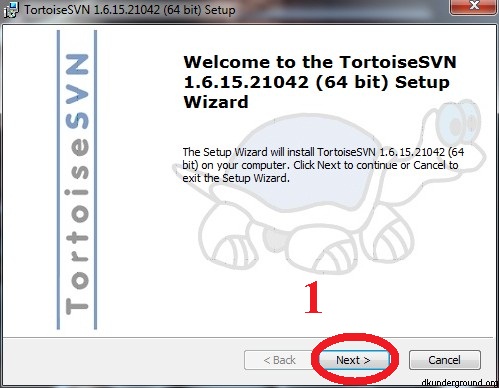 TortoiseSVN 1.6.15.21042 (64 bit) Setup
Welcome to the TortoiseSVN
1.6.15.21042 (64 bit) Setup
Wizard
The Setup Wizard will install TortoiseSVN 1.6.15.21042 (64
bit) on your computer. Click Next to continue or Cancel to
exit the Setup Wizard.
TortoiseSVN
1
< Back
Next >
Cancel
dkunderground.org